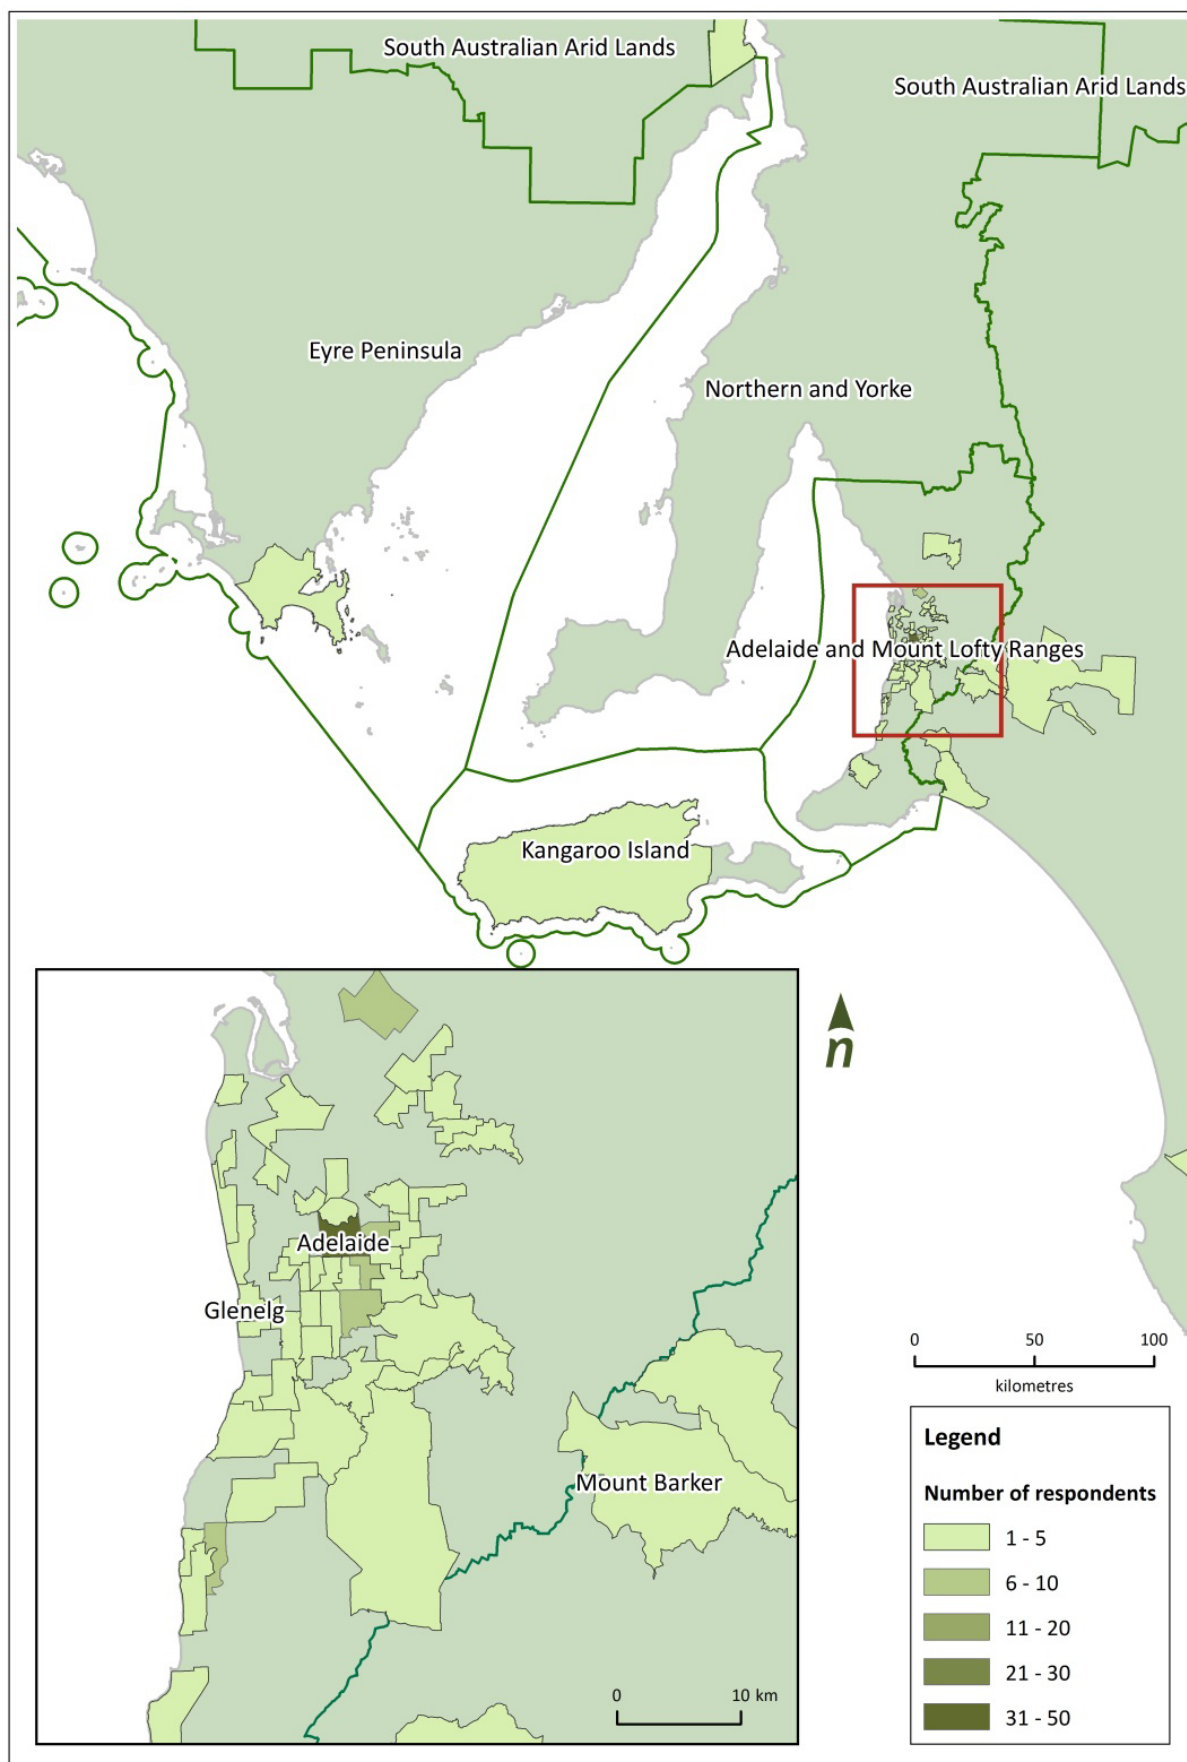 South Australian Arid Lands
South Australian Arid Lands
Eyre Peninsula
Northern and Yorke
Adelaide and Mount Lofty Ranges
Kangaroo Island
n
Adelaide
Glenelg
Mount Barker
0 10 km
0 50 100
kilometres
Legend
Number of respondents
1 - 5
6 - 10
11 - 20
21 - 30
31 - 50